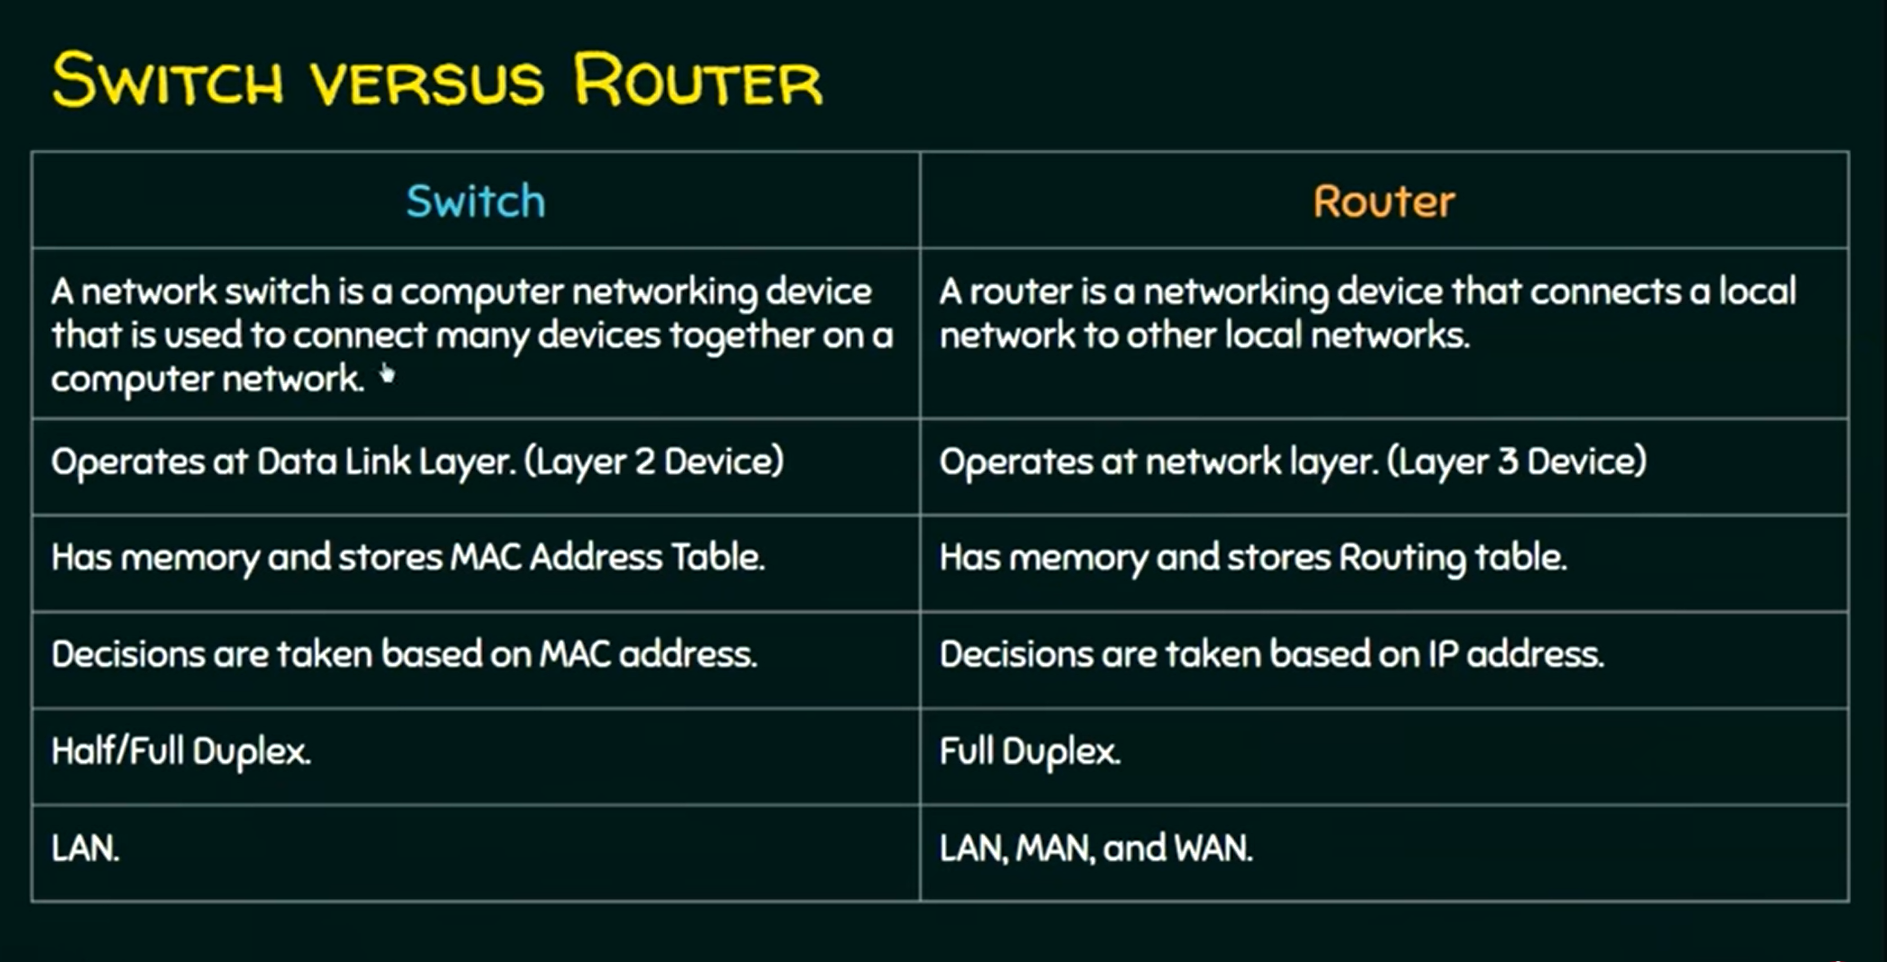 SWITCH VERSUS ROUTER
Switch
Router
A network switch is a computer networking device
that is used to connect many devices together on a
computer network.
A router is a networking device that connects a local
network to other local networks.
Operates at Data Link Layer. (Layer 2 Device)
Operates at network layer. (Layer 3 Device)
Has memory and stores MAC Address Table.
Has memory and stores Routing table.
Decisions are taken based on MAC address.
Decisions are taken based on IP address.
Half/Full Duplex.
Full Duplex.
LAN.
LAN, MAN, and WAN.